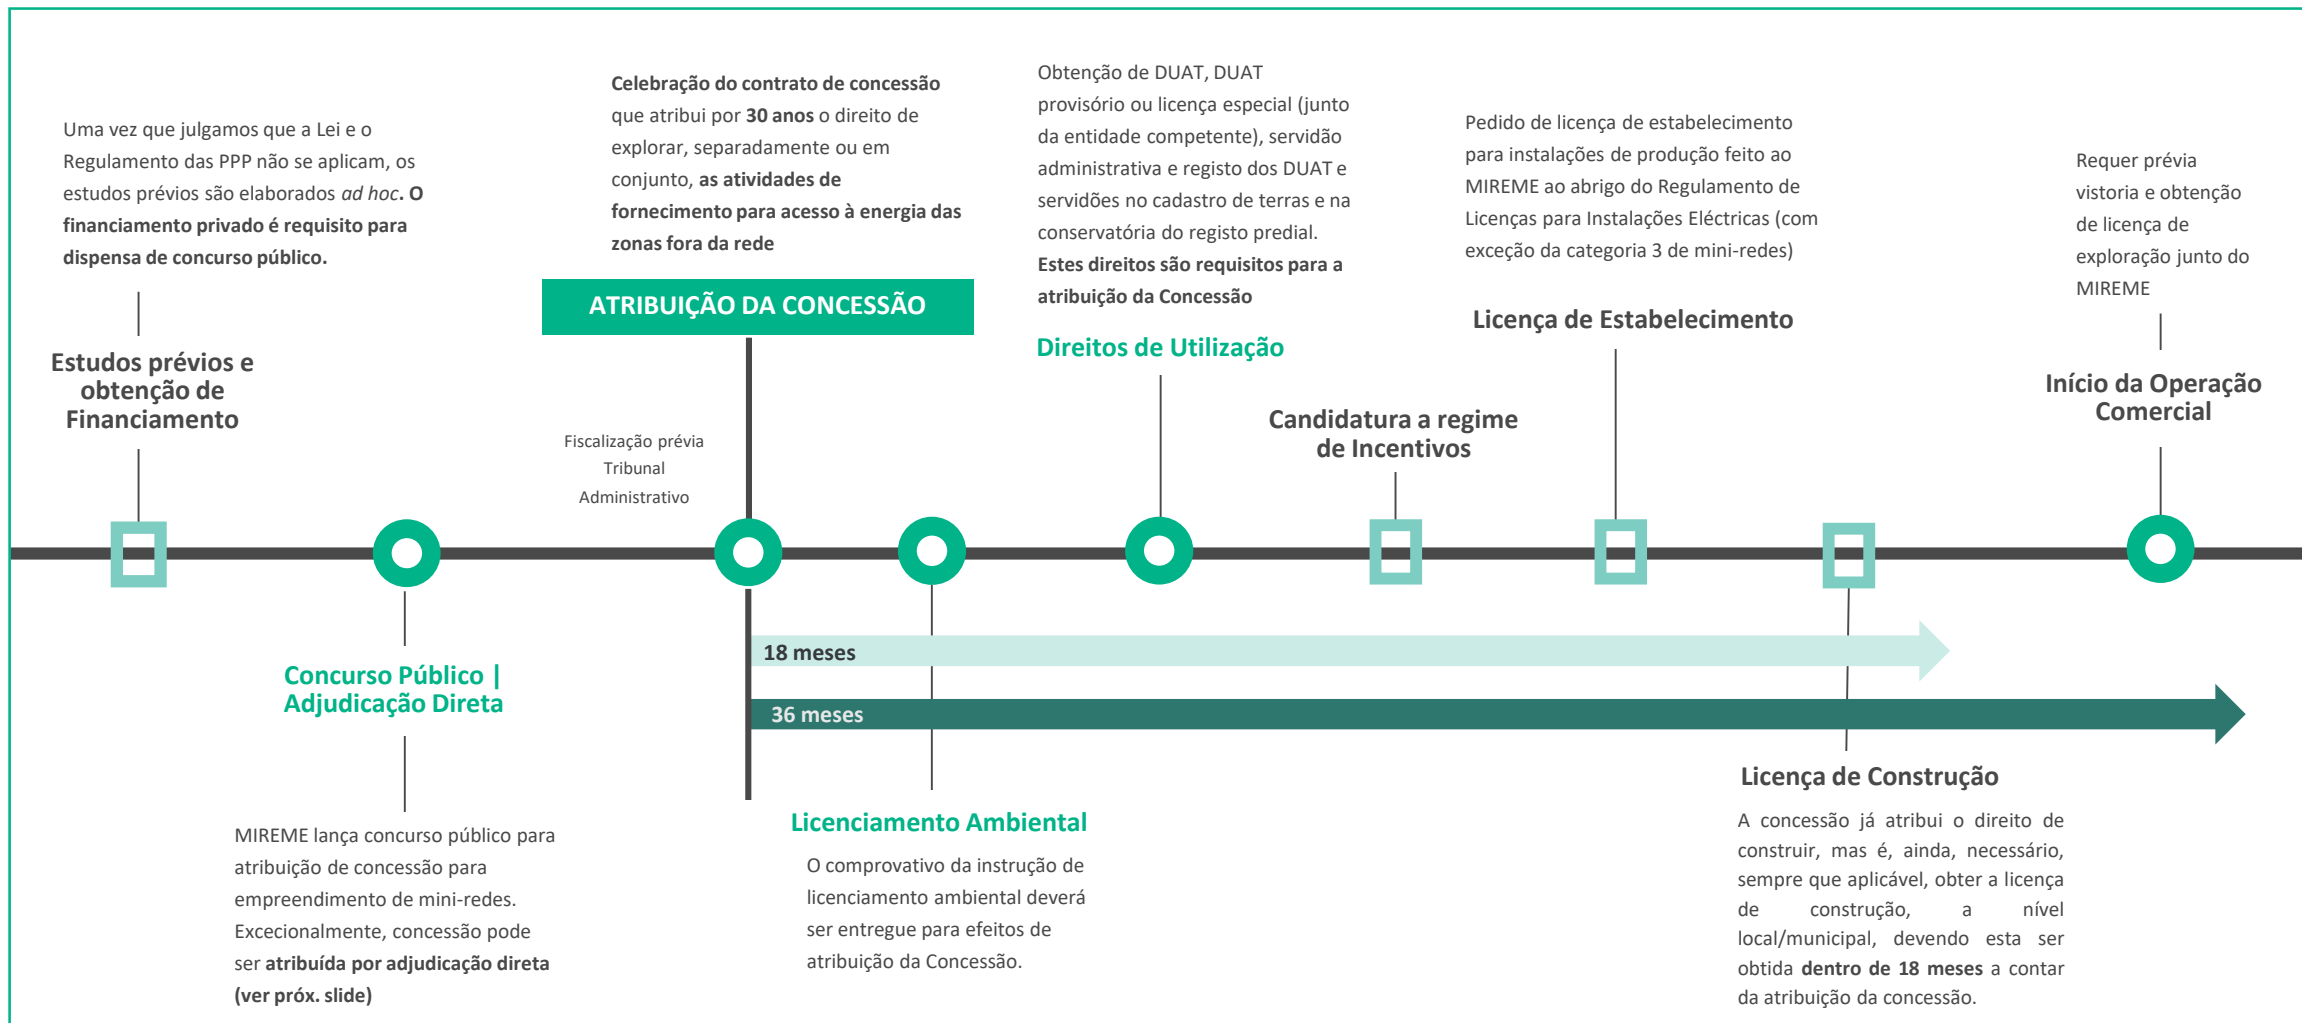 Uma vez que julgamos que a Lei e o
Regulamento das PPP não se aplicam, os
estudos prévios são elaborados ad hoc. O
financiamento privado é requisito para
dispensa de concurso público.
Estudos prévios e
obtenção de
Financiamento
Concurso Público |
Adjudicação Direta
MIREME lança concurso público para
atribuição de concessão para
empreendimento de mini-redes.
Excecionalmente, concessão pode
ser atribuída por adjudicação direta
(ver próx. slide)
Celebração do contrato de concessão
que atribui por 30 anos o direito de
explorar, separadamente ou em
conjunto, as atividades de
fornecimento para acesso à energia das
zonas fora da rede
ATRIBUIÇÃO DA CONCESSÃO
Fiscalização prévia
Tribunal
Administrativo
18 meses
36 meses
Licenciamento Ambiental
O comprovativo da instrução de
licenciamento ambiental deverá
ser entregue para efeitos de
atribuição da Concessão.
Obtenção de DUAT, DUAT
provisório ou licença especial (junto
da entidade competente), servidão
administrativa e registo dos DUAT e
servidões no cadastro de terras e na
conservatória do registo predial.
Estes direitos são requisitos para a
atribuição da Concessão
Direitos de Utilização
Candidatura a regime
de Incentivos
Pedido de licença de estabelecimento
para instalações de produção feito ao
MIREME ao abrigo do Regulamento de
Licenças para Instalações Eléctricas (com
exceção da categoria 3 de mini-redes)
Licença de Estabelecimento
Licença de Construção
A concessão já atribui o direito de
construir, mas é, ainda, necessário,
sempre que aplicável, obter a licença
de construção, a nível
local/municipal, devendo esta ser
obtida dentro de 18 meses a contar
da atribuição da concessão.
Requer prévia
vistoria e obtenção
de licença de
exploração junto do
MIREME
Início da Operação
Comercial